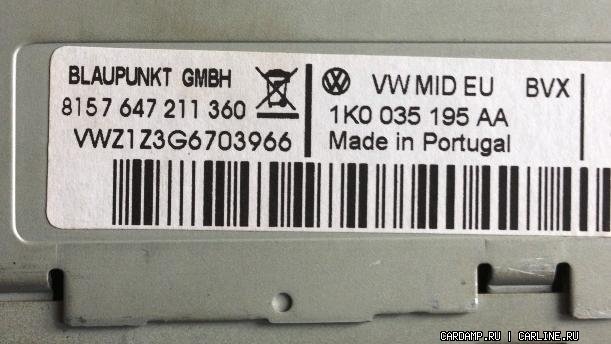 BLAUPUNKT GMBH
8157 647 211 360
VWZ1Z3G6703966
VW MID EU BVX
1K0 035 195 AA
Made in Portugal
CARDAMP.RU | CARLINE.RU